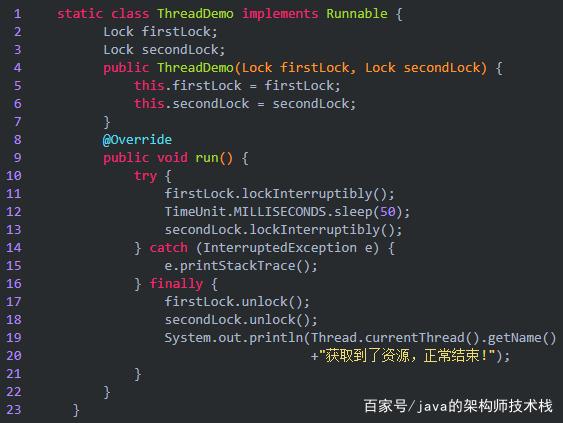 1 static class ThreadDemo implements Runnable {
2 Lock firstLock;
3 Lock secondLock;
4 public ThreadDemo(Lock firstLock, Lock secondLock) {
5 this.firstLock = firstLock;
6 this.secondLock = secondLock;
7 }
8 @Override
9 public void run() {
10 try {
11 firstLock.lockInterruptibly();
12 TimeUnit.MILLISECONDS.sleep(50);
13 secondLock.lockInterruptibly();
14 } catch (InterruptedException e) {
15 e.printStackTrace();
16 } finally {
17 firstLock.unlock();
18 secondLock.unlock();
19 System.out.println(Thread.currentThread().getName()
20 +"获取到了资源，正常结束!");
21 }
22 }
23 }
百家号/java的架构师技术栈